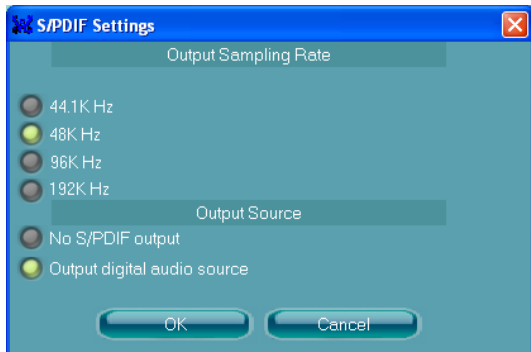 S/PDIF Settings
Output Sampling Rate
44.1K Hz
48K Hz
96K Hz
192K Hz
Output Source
No S/PDIF output
Output digital audio source
OK
Cancel